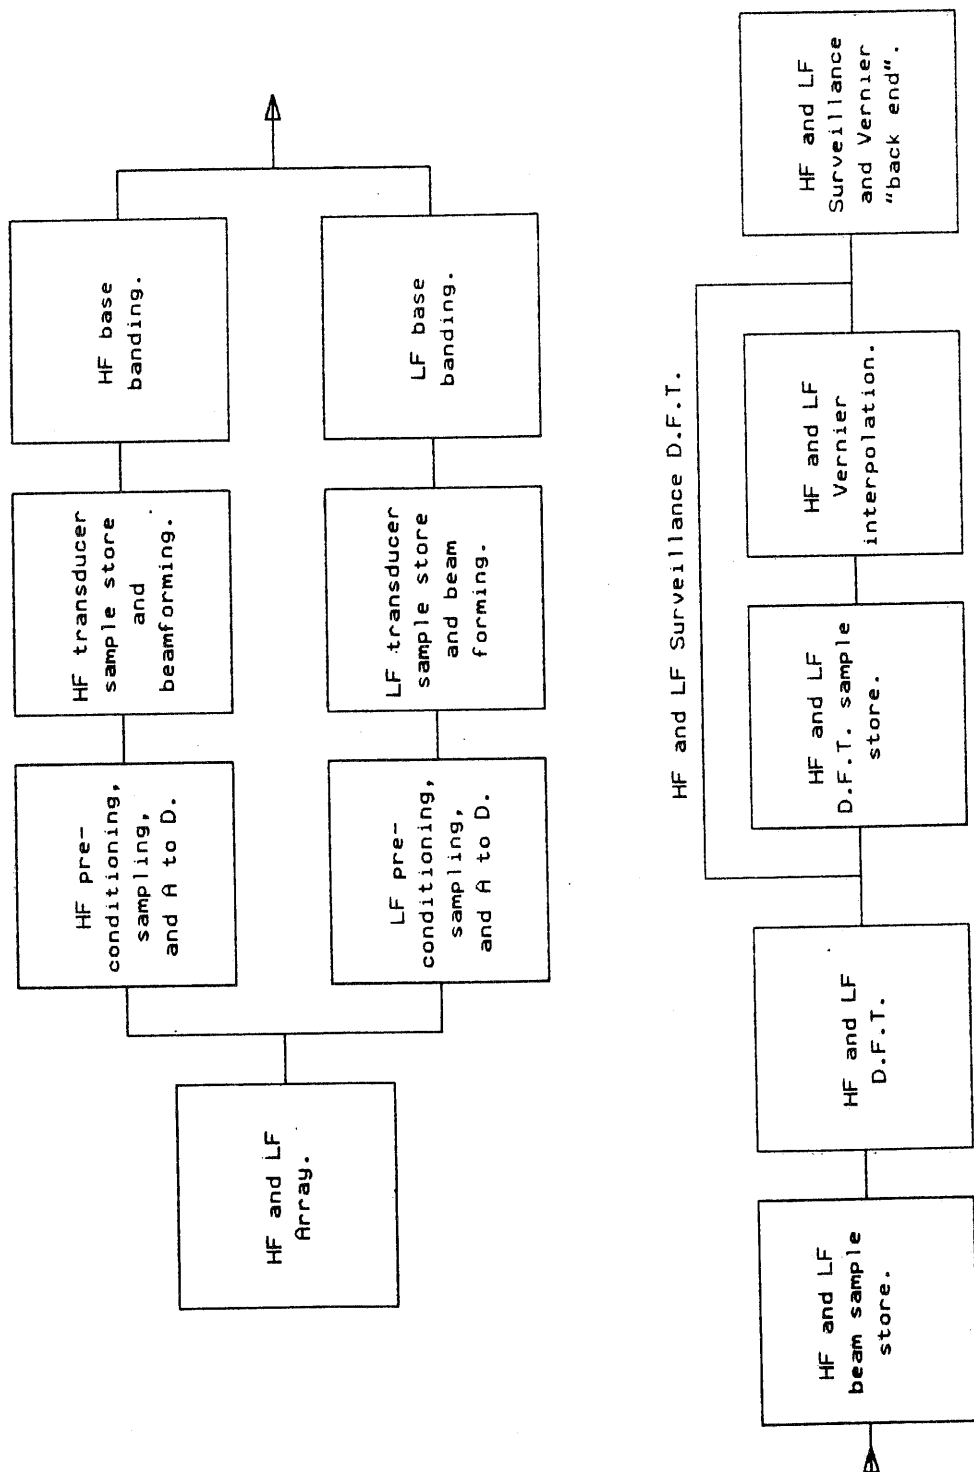 HF and LF
Array.
HF pre-
conditioning,
sampling,
and A to D.
HF transducer
sample store
and
beamforming.
HF base
banding.
LF pre-
conditioning,
sampling,
and A to D.
LF transducer
sample store
and beam
forming.
LF base
banding.
HF and LF
beam sample
store.
HF and LF
D.F.T.
HF and LF Surveillance D.F.T.
HF and LF
D.F.T. sample
store.
HF and LF
Vernier
interpolation.
HF and LF
Surveillance
and Vernier
"back end".